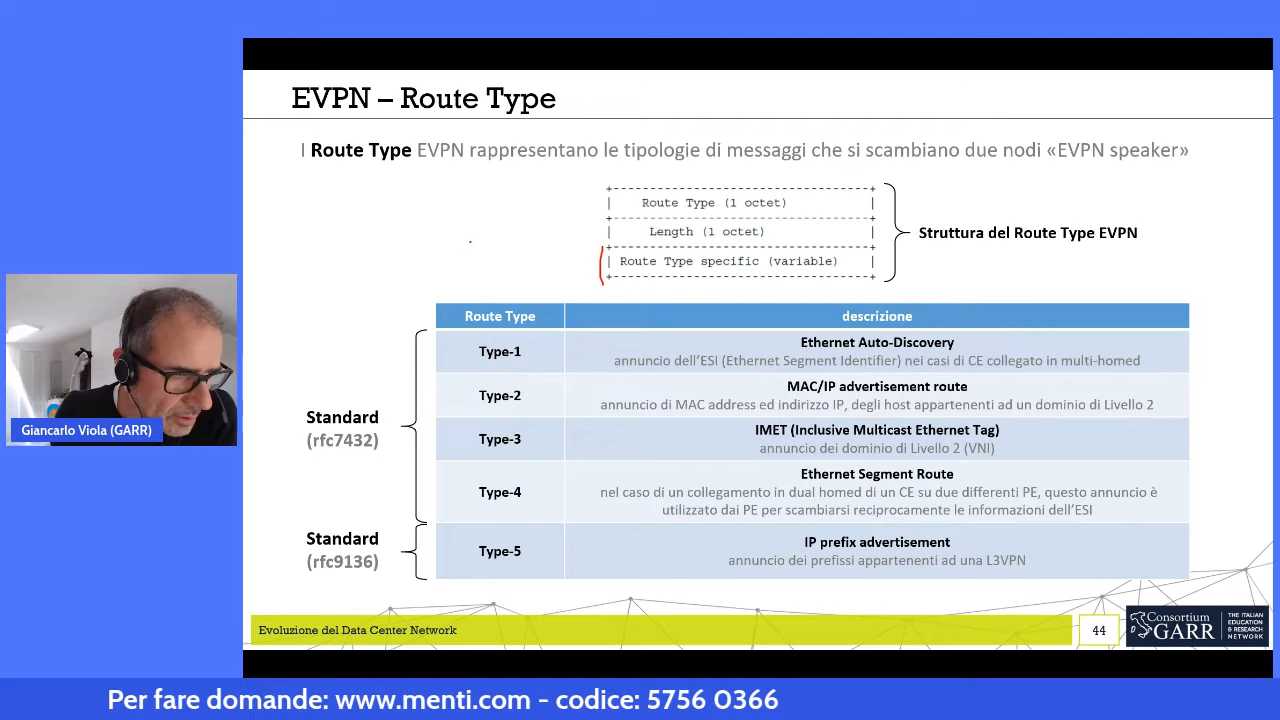 EVPN – Route Type
I Route Type EVPN rappresentano le tipologie di messaggi che si scambiano due nodi «EVPN speaker»
Route Type (1 octet)
Length (1 octet)
Route Type specific (variable)
Struttura del Route Type EVPN
Route Type descrizione
Type-1
Ethernet Auto-Discovery
annuncio dell’ESI (Ethernet Segment Identifier) nei casi di CE collegato in multi-homed
Type-2
MAC/IP advertisement route
annuncio di MAC address ed indirizzo IP, degli host appartenenti ad un dominio di Livello 2
Type-3
IMET (Inclusive Multicast Ethernet Tag)
annuncio dei dominio di Livello 2 (VNI)
Type-4
Ethernet Segment Route
nel caso di un collegamento in dual homed di un CE su due differenti PE, questo annuncio è
utilizzato dai PE per scambiarsi reciprocamente le informazioni dell’ESI
Type-5
IP prefix advertisement
annuncio dei prefissi appartenenti ad una L3VPN
Standard
(rfc7432)
Standard
(rfc9136)
Giancarlo Viola (GARR)
Evoluzione del Data Center Network
44
Consortium
GARR
THE ITALIAN
EDUCATION
& RESEARCH
NETWORK
Per fare domande: www.menti.com - codice: 5756 0366